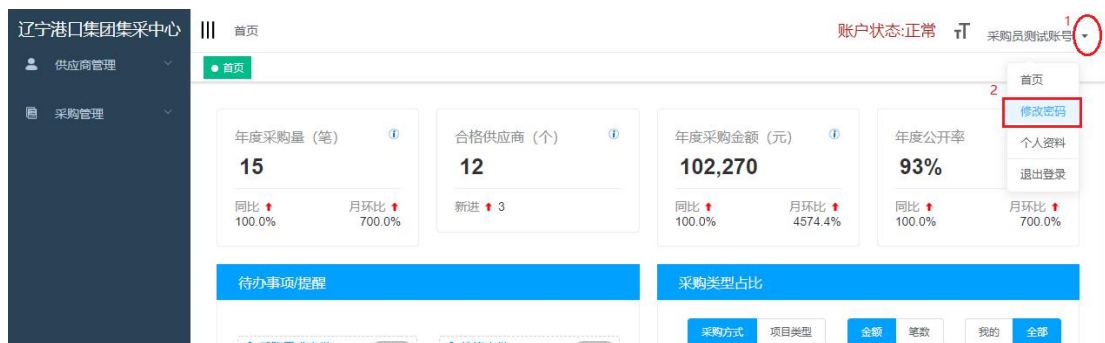 辽宁港口集团集采中心
首页
账户状态:正常
тT
采购员测试账号
1
供应商管理
首页
首页
2
修改密码
采购管理
个人资料
退出登录
年度采购量（笔）
15
同比 100.0%
月环比 700.0%
合格供应商（个）
12
新进 3
年度采购金额（元）
102,270
同比 100.0%
月环比 4574.4%
年度公开率
93%
同比 100.0%
月环比 700.0%
待办事项/提醒
采购类型占比
采购方式 项目类型
金额 笔数
我的 全部